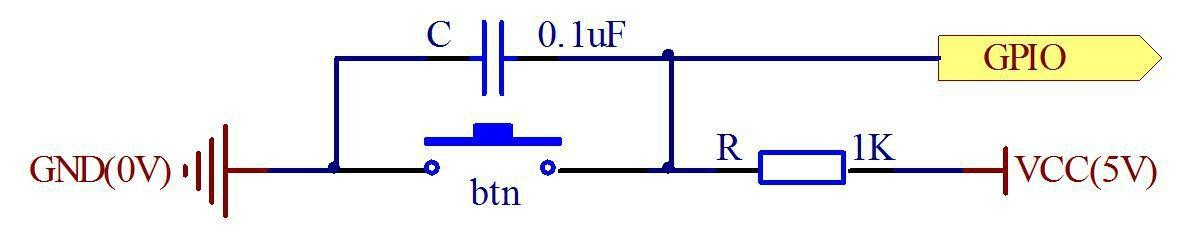 C 0.1uF
GPIO
GND(0V)
btn
R 1K
VCC(5V)